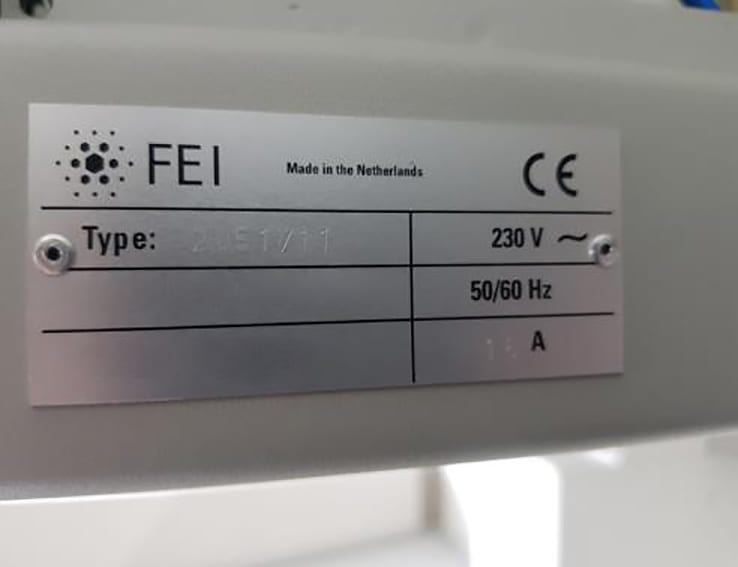 FEI Made in the Netherlands CE
Type: 230 V ~
50/60 Hz
A